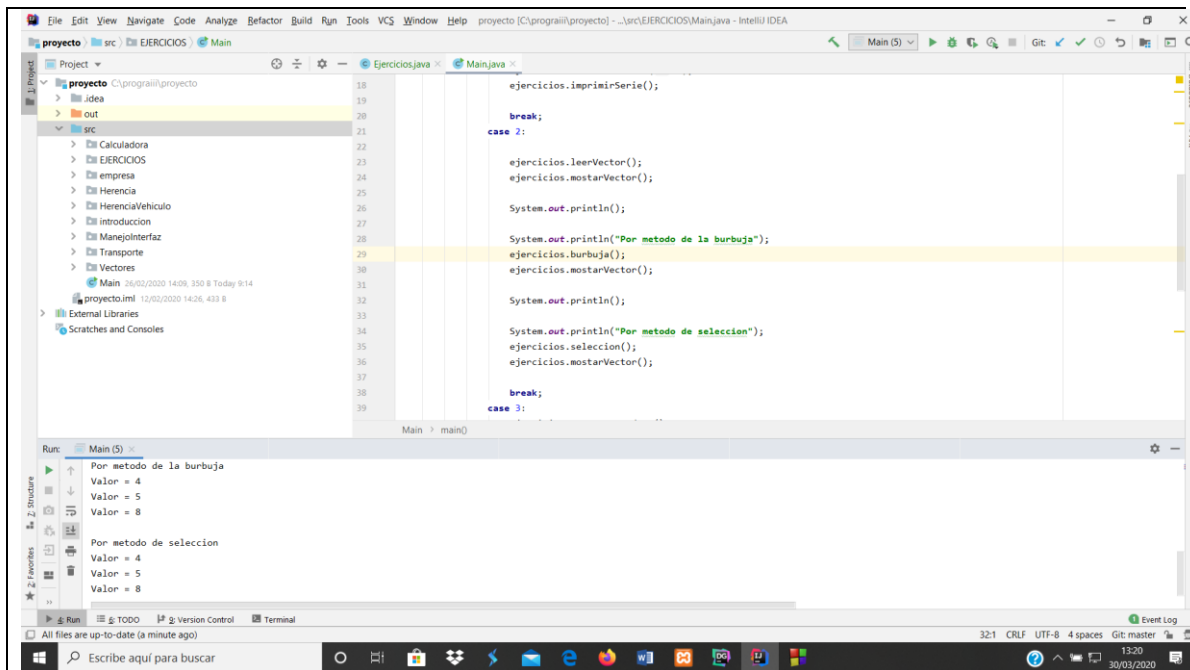 File Edit View Navigate Code Analyze Refactor Build Run Tools VCS Window Help proyecto [C:\prograiii\proyecto] - ...\src\EJERCICIOS\Main.java - IntelliJ IDEA
proyecto src EJERCICIOS Main
Main (5)
Git:
1: Project
Project
Ejercicios.java
Main.java
proyecto C:\prograiii\proyecto
.idea
out
src
Calculadora
EJERCICIOS
empresa
Herencia
HerenciaVehiculo
introduccion
ManejoInterfaz
Transporte
Vectores
Main 26/02/2020 14:09, 350 B Today 9:14
proyecto.iml 12/02/2020 14:26, 433 B
External Libraries
Scratches and Consoles
18 ejercicios.imprimirSerie();
19
20 break;
21 case 2:
22
23 ejercicios.leerVector();
24 ejercicios.mostarVector();
25
26 System.out.println();
27
28 System.out.println("Por metodo de la burbuja");
29 ejercicios.burbuja();
30 ejercicios.mostarVector();
31
32 System.out.println();
33
34 System.out.println("Por metodo de seleccion");
35 ejercicios.seleccion();
36 ejercicios.mostarVector();
37
38 break;
39 case 3:
Main > main()
Run: Main (5)
Por metodo de la burbuja
Valor = 4
Valor = 5
Valor = 8
Por metodo de seleccion
Valor = 4
Valor = 5
Valor = 8
7: Structure
2: Favorites
4: Run 6: TODO 9: Version Control Terminal
1 Event Log
All files are up-to-date (a minute ago)
32:1 CRLF UTF-8 4 spaces Git: master
Escribe aquí para buscar
13:20
30/03/2020